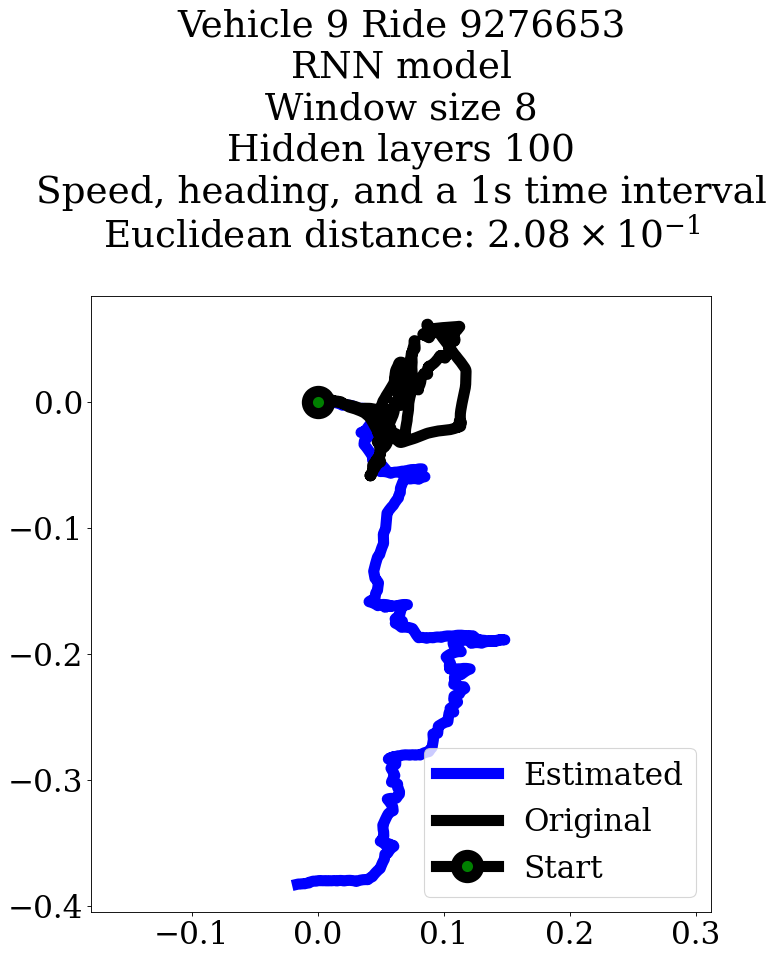 Vehicle 9 Ride 9276653
RNN model
Window size 8
Hidden layers 100
Speed, heading, and a 1s time interval
Euclidean distance: 2.08 × 10⁻¹
0.0
−0.1
−0.2
−0.3
−0.4
−0.1 0.0 0.1 0.2 0.3
Estimated
Original
Start